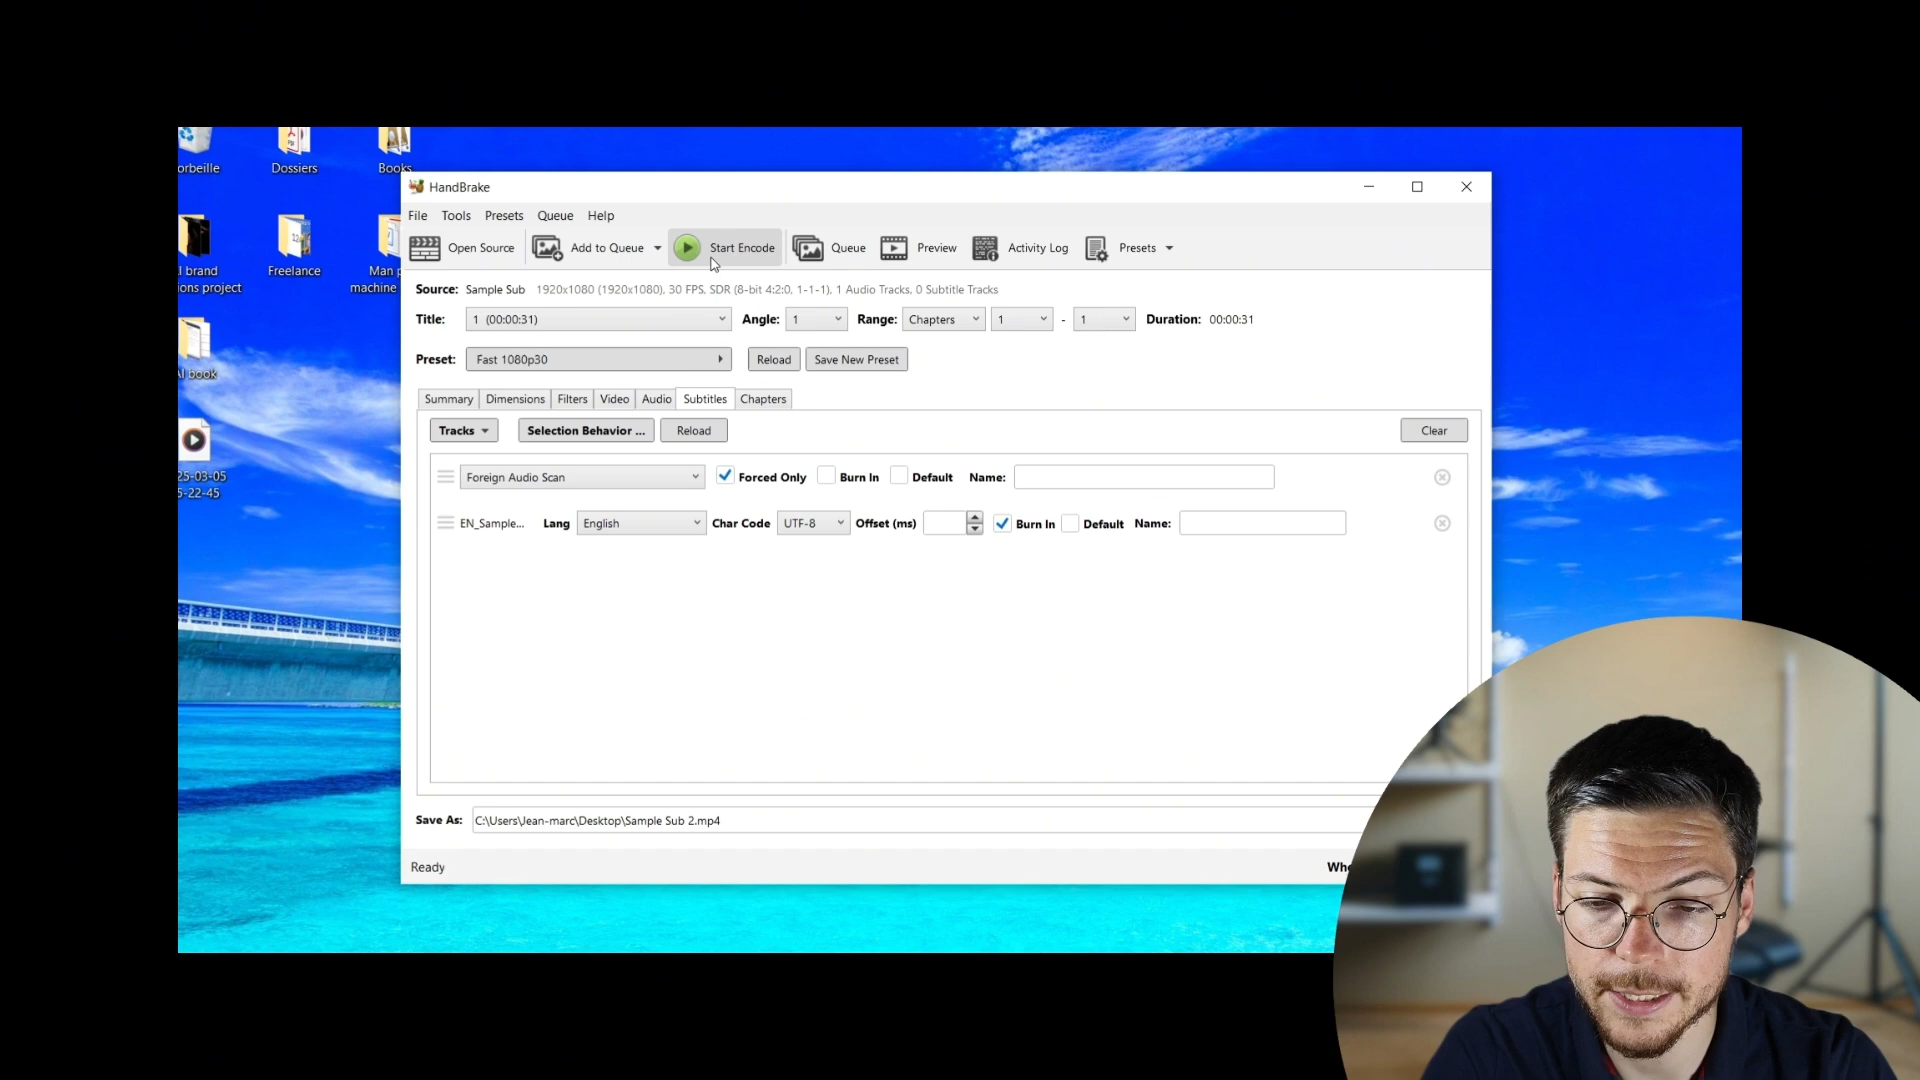 orbeille
Dossiers
Books
HandBrake
File Tools Presets Queue Help
Open Source Add to Queue Start Encode Queue Preview Activity Log Presets
I brand
ions project
Freelance
Man p
machine
Source: Sample Sub 1920x1080 (1920x1080), 30 FPS, SDR (8-bit 4:2:0, 1-1-1), 1 Audio Tracks, 0 Subtitle Tracks
Title: 1 (00:00:31) Angle: 1 Range: Chapters 1 - 1 Duration: 00:00:31
Preset: Fast 1080p30 Reload Save New Preset
AI book
Summary Dimensions Filters Video Audio Subtitles Chapters
Tracks Selection Behavior ... Reload Clear
25-03-05
5-22-45
Foreign Audio Scan Forced Only Burn In Default Name:
EN_Sample... Lang English Char Code UTF-8 Offset (ms) Burn In Default Name:
Save As: C:\Users\Jean-marc\Desktop\Sample Sub 2.mp4
Ready Whe